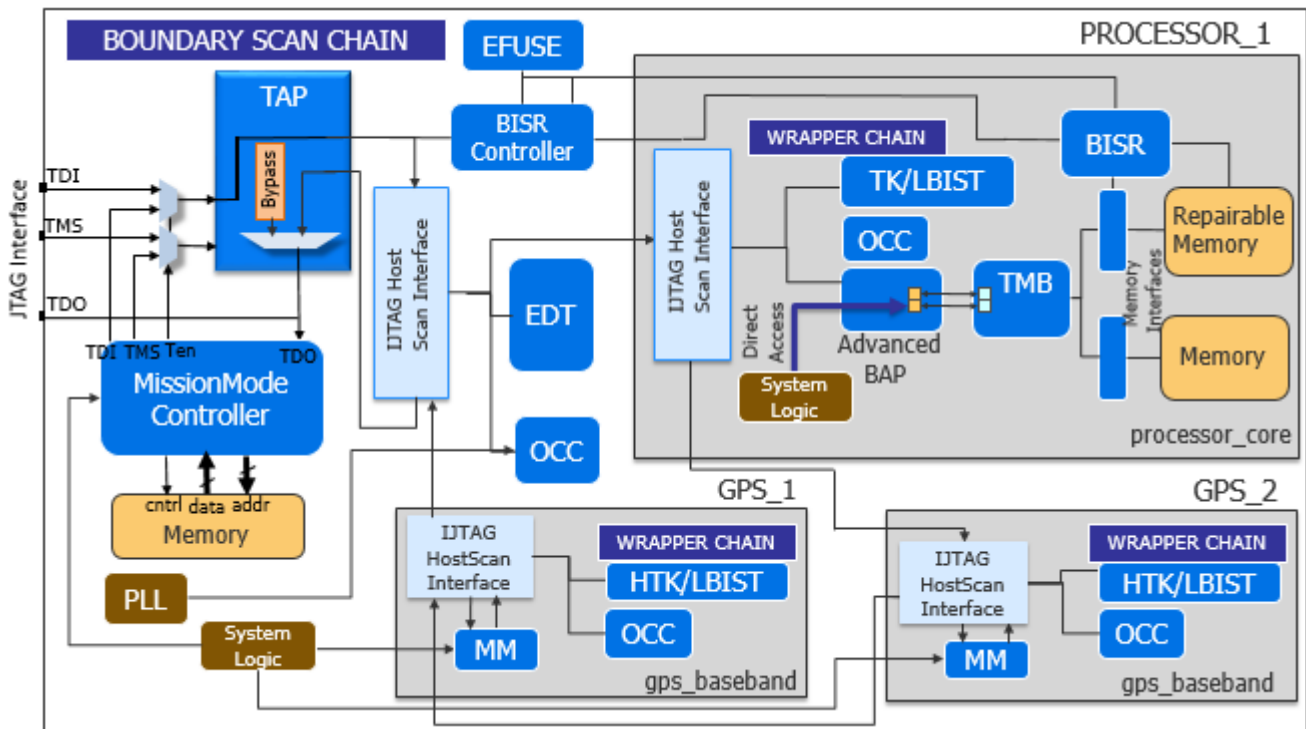 BOUNDARY SCAN CHAIN
EFUSE
PROCESSOR_1
TAP
BISR
Controller
Bypass
JTAG Interface
TDI
TMS
TDO
IJTAG Host
Scan Interface
EDT
OCC
TDI
TMS
Ten
TDO
MissionMode
Controller
cntrl
data
addr
Memory
PLL
System
Logic
IJTAG Host
Scan Interface
WRAPPER CHAIN
TK/LBIST
OCC
BISR
Repairable
Memory
TMB
Memory
Interfaces
Memory
Direct
Access
Advanced
BAP
System
Logic
processor_core
GPS_1
IJTAG
HostScan
Interface
WRAPPER CHAIN
HTK/LBIST
OCC
MM
gps_baseband
GPS_2
IJTAG
HostScan
Interface
WRAPPER CHAIN
HTK/LBIST
OCC
MM
gps_baseband